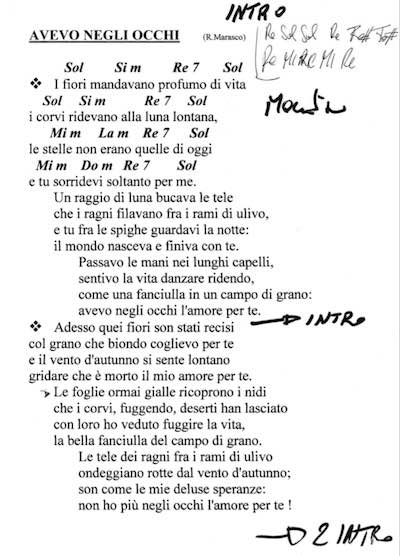 INTRO
AVEVO NEGLI OCCHI (R.Marasco)
Re Sol Sol Re
Re MI RE MI Re
Sol Si m Re 7 Sol
❖ I fiori mandavano profumo di vita
Sol Si m Re 7 Sol
i corvi ridevano alla luna lontana,
Mi m La m Re 7 Sol
le stelle non erano quelle di oggi
Mi m Do m Re 7 Sol
e tu sorridevi soltanto per me.
Un raggio di luna bucava le tele
che i ragni filavano fra i rami di ulivo,
e tu fra le spighe guardavi la notte:
il mondo nasceva e finiva con te.
Passavo le mani nei lunghi capelli,
sentivo la vita danzare ridendo,
come una fanciulla in un campo di grano:
avevo negli occhi l'amore per te.
❖ Adesso quei fiori son stati recisi → INTRO
col grano che biondo coglievo per te
e il vento d'autunno si sente lontano
gridare che è morto il mio amore per te.
➢ Le foglie ormai gialle ricoprono i nidi
che i corvi, fuggendo, deserti han lasciato
con loro ho veduto fuggire la vita,
la bella fanciulla del campo di grano.
Le tele dei ragni fra i rami di ulivo
ondeggiano rotte dal vento d'autunno;
son come le mie deluse speranze:
non ho più negli occhi l'amore per te !
→ 2 INTRO